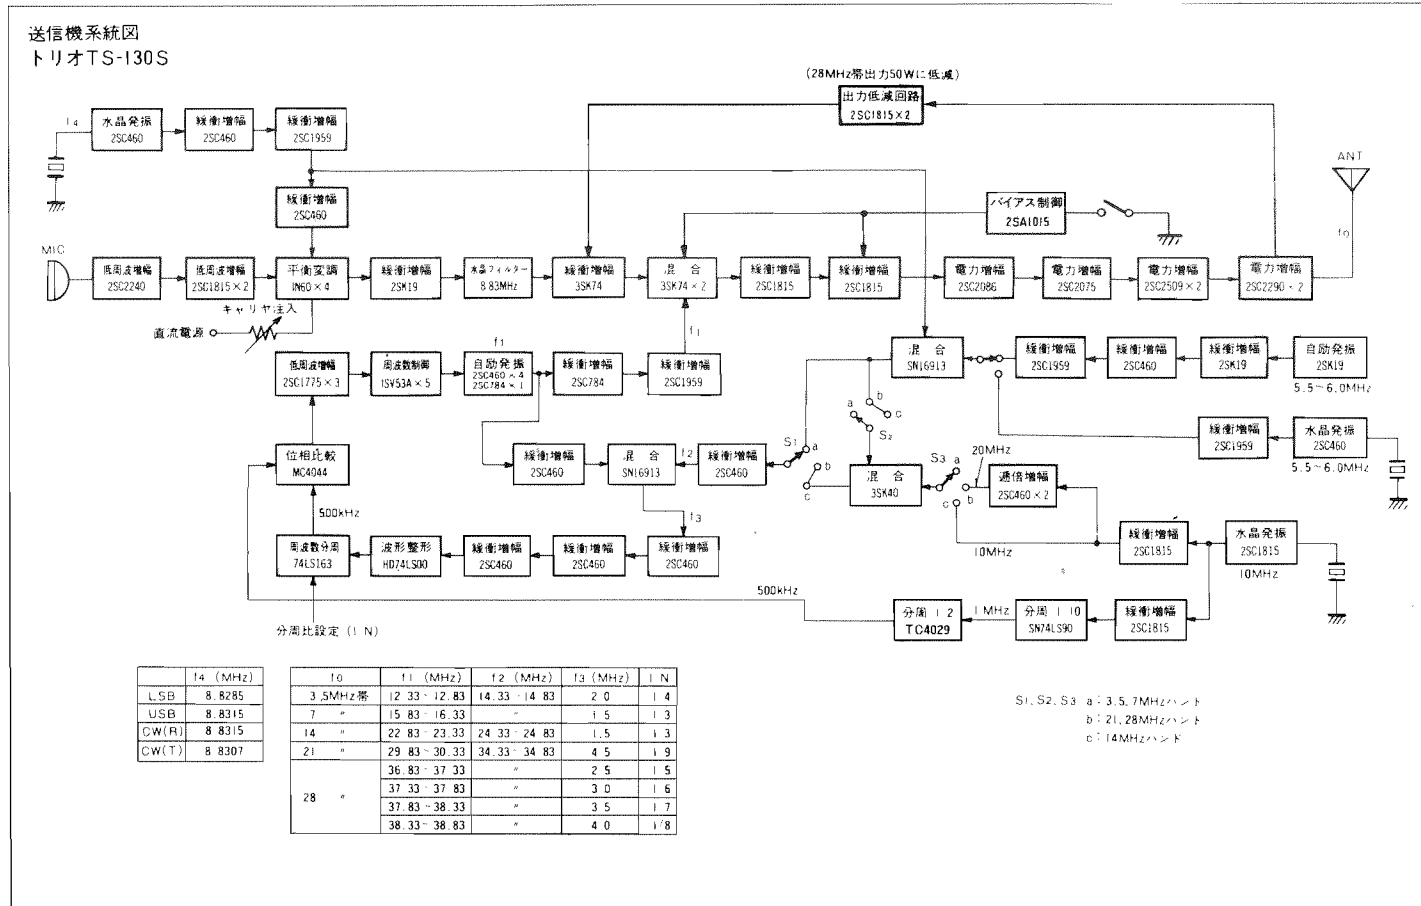 送信機系統図
トリオTS-130S
(28MHz帯出力50Wに低減)
出力低減回路
2SC1815×2
f4
水晶発振
2SC460
緩衝増幅
2SC460
緩衝増幅
2SC1959
緩衝増幅
2SC460
バイアス制御
2SA1015
ANT
f0
MIC
低周波増幅
2SC2240
低周波増幅
2SC1815×2
平衡変調
1N60×4
緩衝増幅
2SK19
水晶フィルター
8.83MHz
緩衝増幅
3SK74
混合
3SK74×2
緩衝増幅
2SC1815
緩衝増幅
2SC1815
電力増幅
2SC2086
電力増幅
2SC2075
電力増幅
2SC2509×2
電力増幅
2SC2290×2
キャリヤ注入
直流電源
f1
f1
低周波増幅
2SC1775×3
周波数制御
1SV53A×5
自励発振
2SC460×4
2SC784×1
緩衝増幅
2SC784
緩衝増幅
2SC1959
混合
SN16913
緩衝増幅
2SC1959
緩衝増幅
2SC460
緩衝増幅
2SK19
自励発振
2SK19
5.5~6.0MHz
a
b
c
S2
緩衝増幅
2SC1959
水晶発振
2SC460
5.5~6.0MHz
位相比較
MC4044
緩衝増幅
2SC460
混合
SN16913
f2
緩衝増幅
2SC460
S1
a
b
c
混合
3SK40
S3
a
b
c
20MHz
逓倍増幅
2SC460×2
500kHz
f3
周波数分周
74LS163
波形整形
HD74LS00
緩衝増幅
2SC460
緩衝増幅
2SC460
緩衝増幅
2SC460
10MHz
緩衝増幅
2SC1815
水晶発振
2SC1815
10MHz
500kHz
分周 1 2
TC4029
1MHz
分周 1 10
SN74LS90
緩衝増幅
2SC1815
分周比設定 (1 N)
f4 (MHz)
LSB 8.8285
USB 8.8315
CW(R) 8 8315
CW(T) 8 8307
f0 f1 (MHz) f2 (MHz) f3 (MHz) 1 N
3.5MHz帯 12 33~12.83 14.33~14 83 2 0 1 4
7 〃 15 83~16.33 〃 1 5 1 3
14 〃 22 83~23.33 24 33~24 83 1.5 1 3
21 〃 29 83~30.33 34.33~34 83 4 5 1 9
28 〃 36.83~37 33 〃 2 5 1 5
37 33~37 83 〃 3 0 1 6
37.83~38.33 〃 3 5 1 7
38.33~38.83 〃 4 0 1/8
S1, S2, S3 a:3.5, 7MHzバンド
b:21, 28MHzバンド
c:14MHzバンド